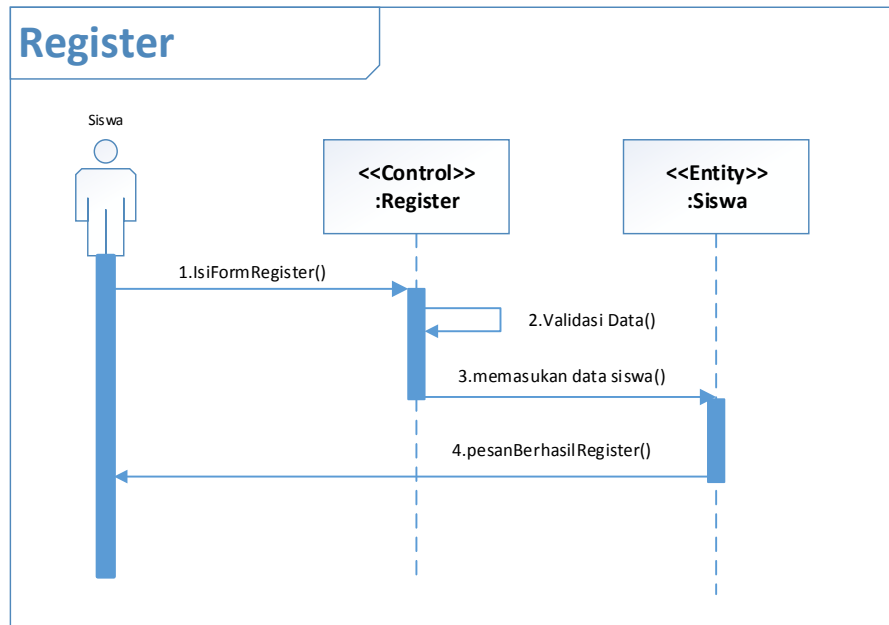 Register
Siswa
<<Control>>
:Register
<<Entity>>
:Siswa
1.IsiFormRegister()
2.Validasi Data()
3.memasukan data siswa()
4.pesanBerhasilRegister()